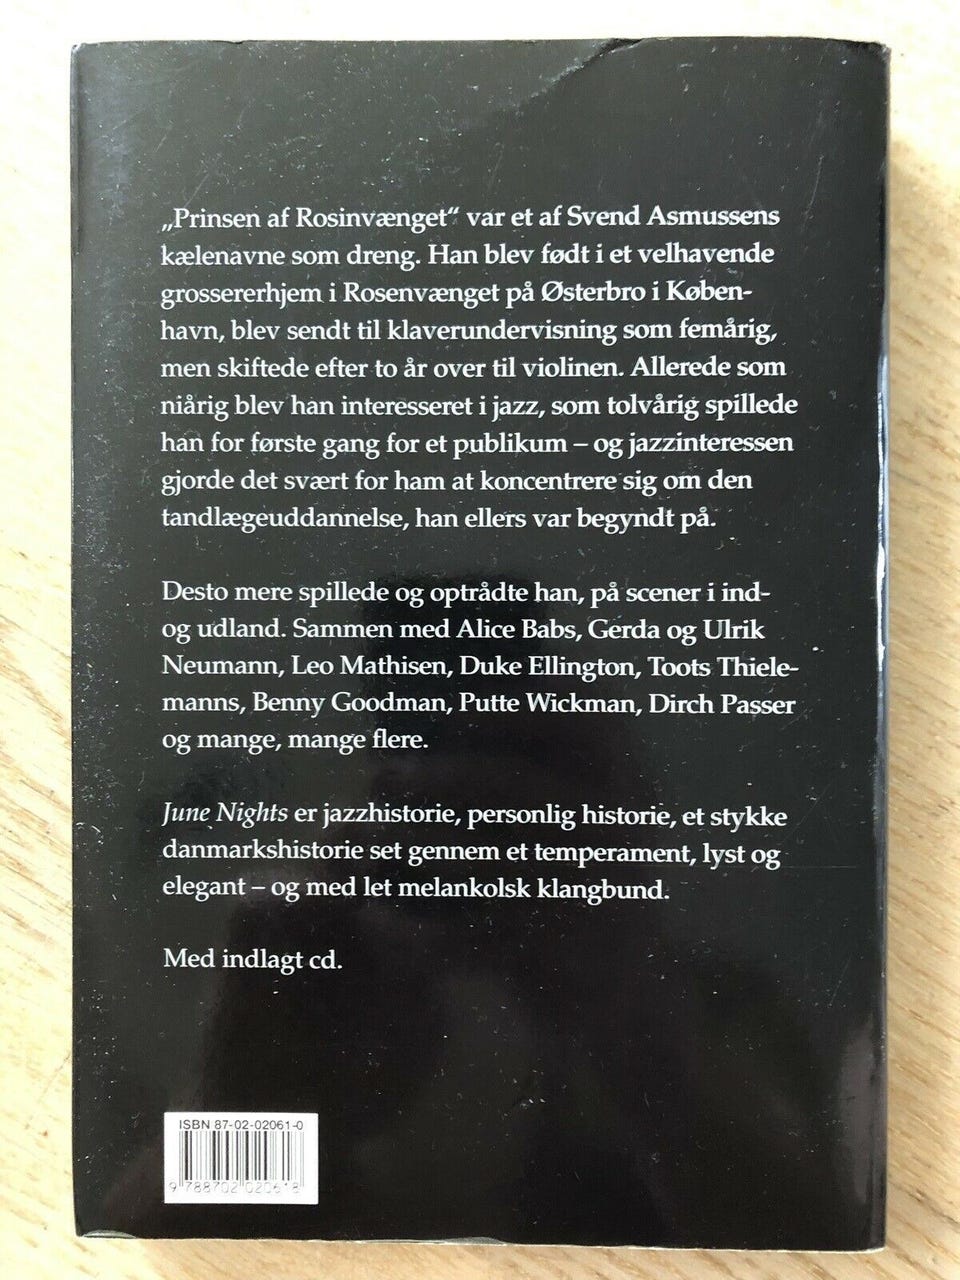 „Prinsen af Rosinvænget“ var et af Svend Asmussens
kælenavne som dreng. Han blev født i et velhavende
grossererhjem i Rosenvænget på Østerbro i Køben-
havn, blev sendt til klaverundervisning som femårig,
men skiftede efter to år over til violinen. Allerede som
niårig blev han interesseret i jazz, som tolvårig spillede
han for første gang for et publikum – og jazzinteressen
gjorde det svært for ham at koncentrere sig om den
tandlægeuddannelse, han ellers var begyndt på.
Desto mere spillede og optrådte han, på scener i ind-
og udland. Sammen med Alice Babs, Gerda og Ulrik
Neumann, Leo Mathisen, Duke Ellington, Toots Thiele-
manns, Benny Goodman, Putte Wickman, Dirch Passer
og mange, mange flere.
June Nights er jazzhistorie, personlig historie, et stykke
danmarkshistorie set gennem et temperament, lyst og
elegant – og med let melankolsk klangbund.
Med indlagt cd.
ISBN 87-02-02061-0
9 788702 020618